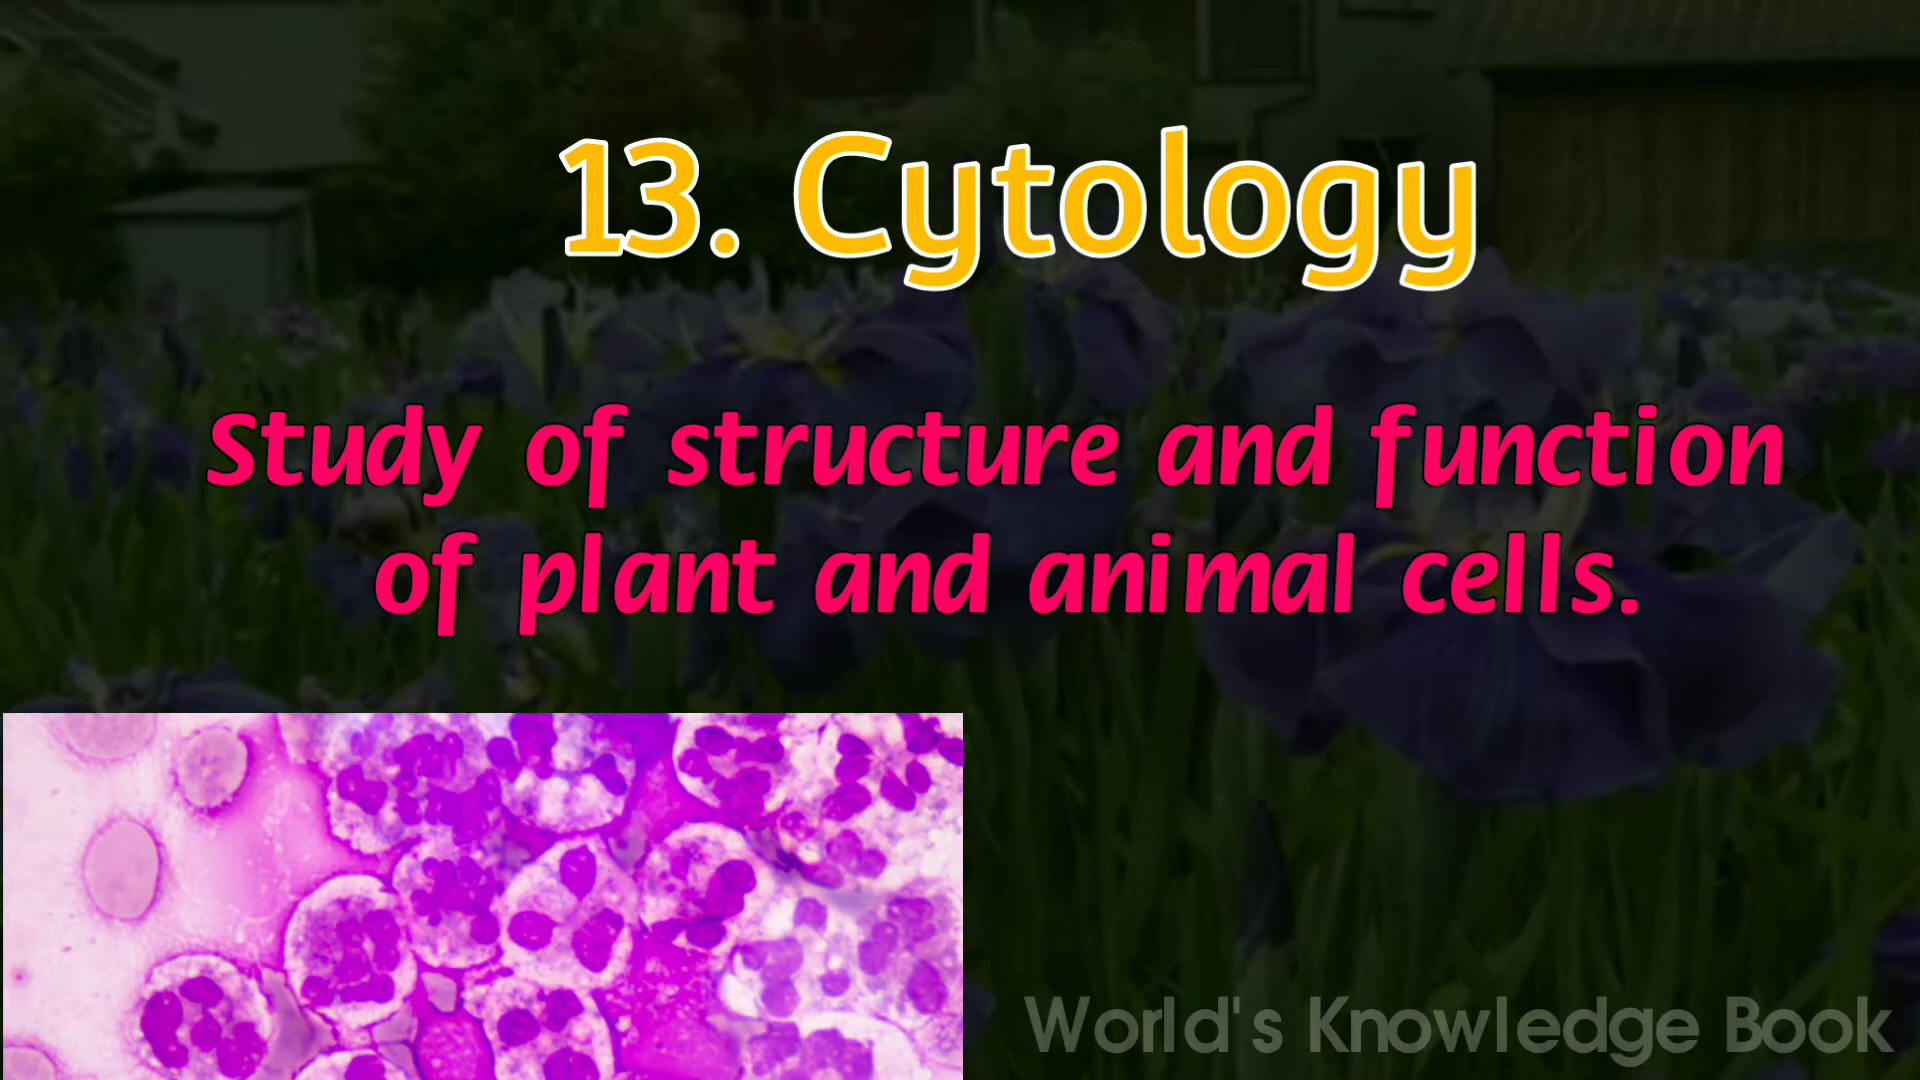 13. Cytology
Study of structure and function
of plant and animal cells.
World's Knowledge Book